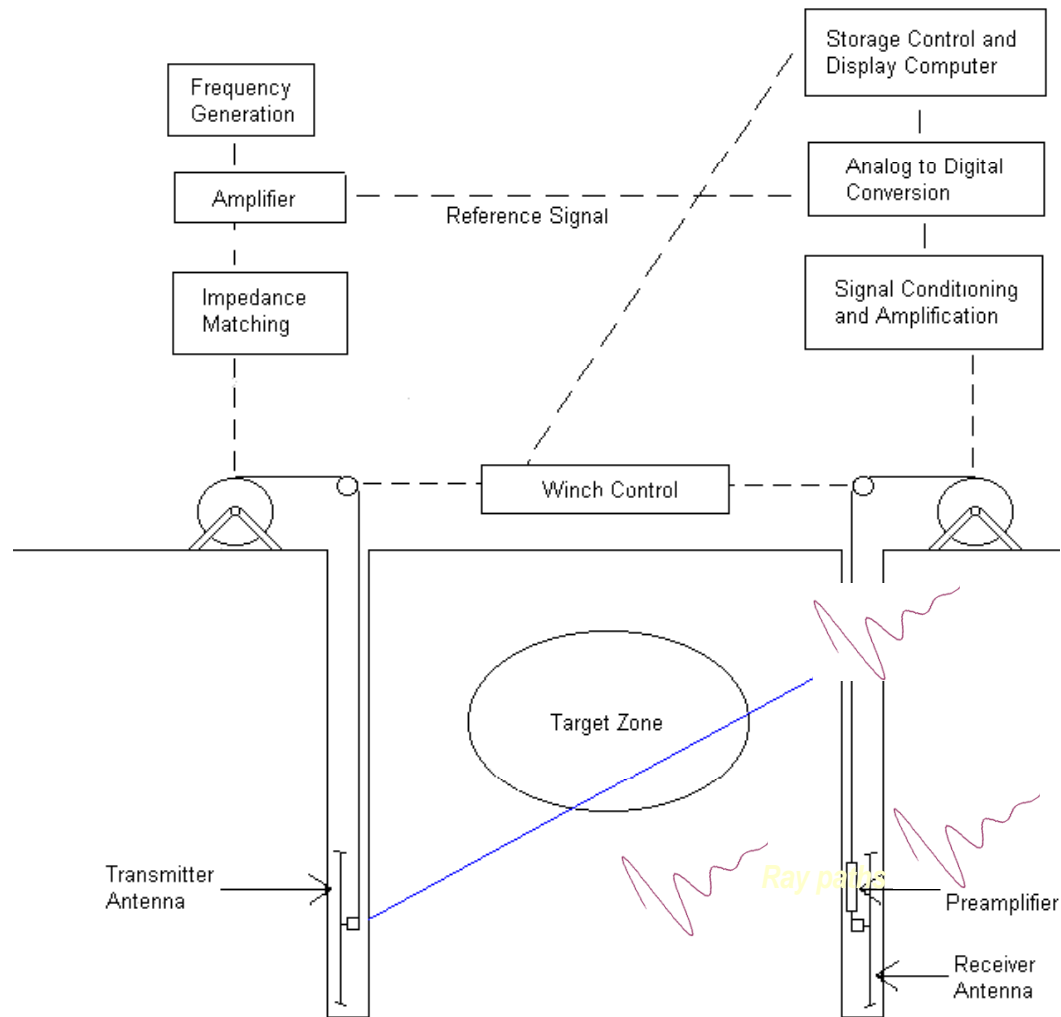 Storage Control and
Display Computer
Frequency
Generation
Analog to Digital
Conversion
Amplifier
Reference Signal
Impedance
Matching
Signal Conditioning
and Amplification
Winch Control
Target Zone
Transmitter
Antenna
Ray paths
Preamplifier
Receiver
Antenna